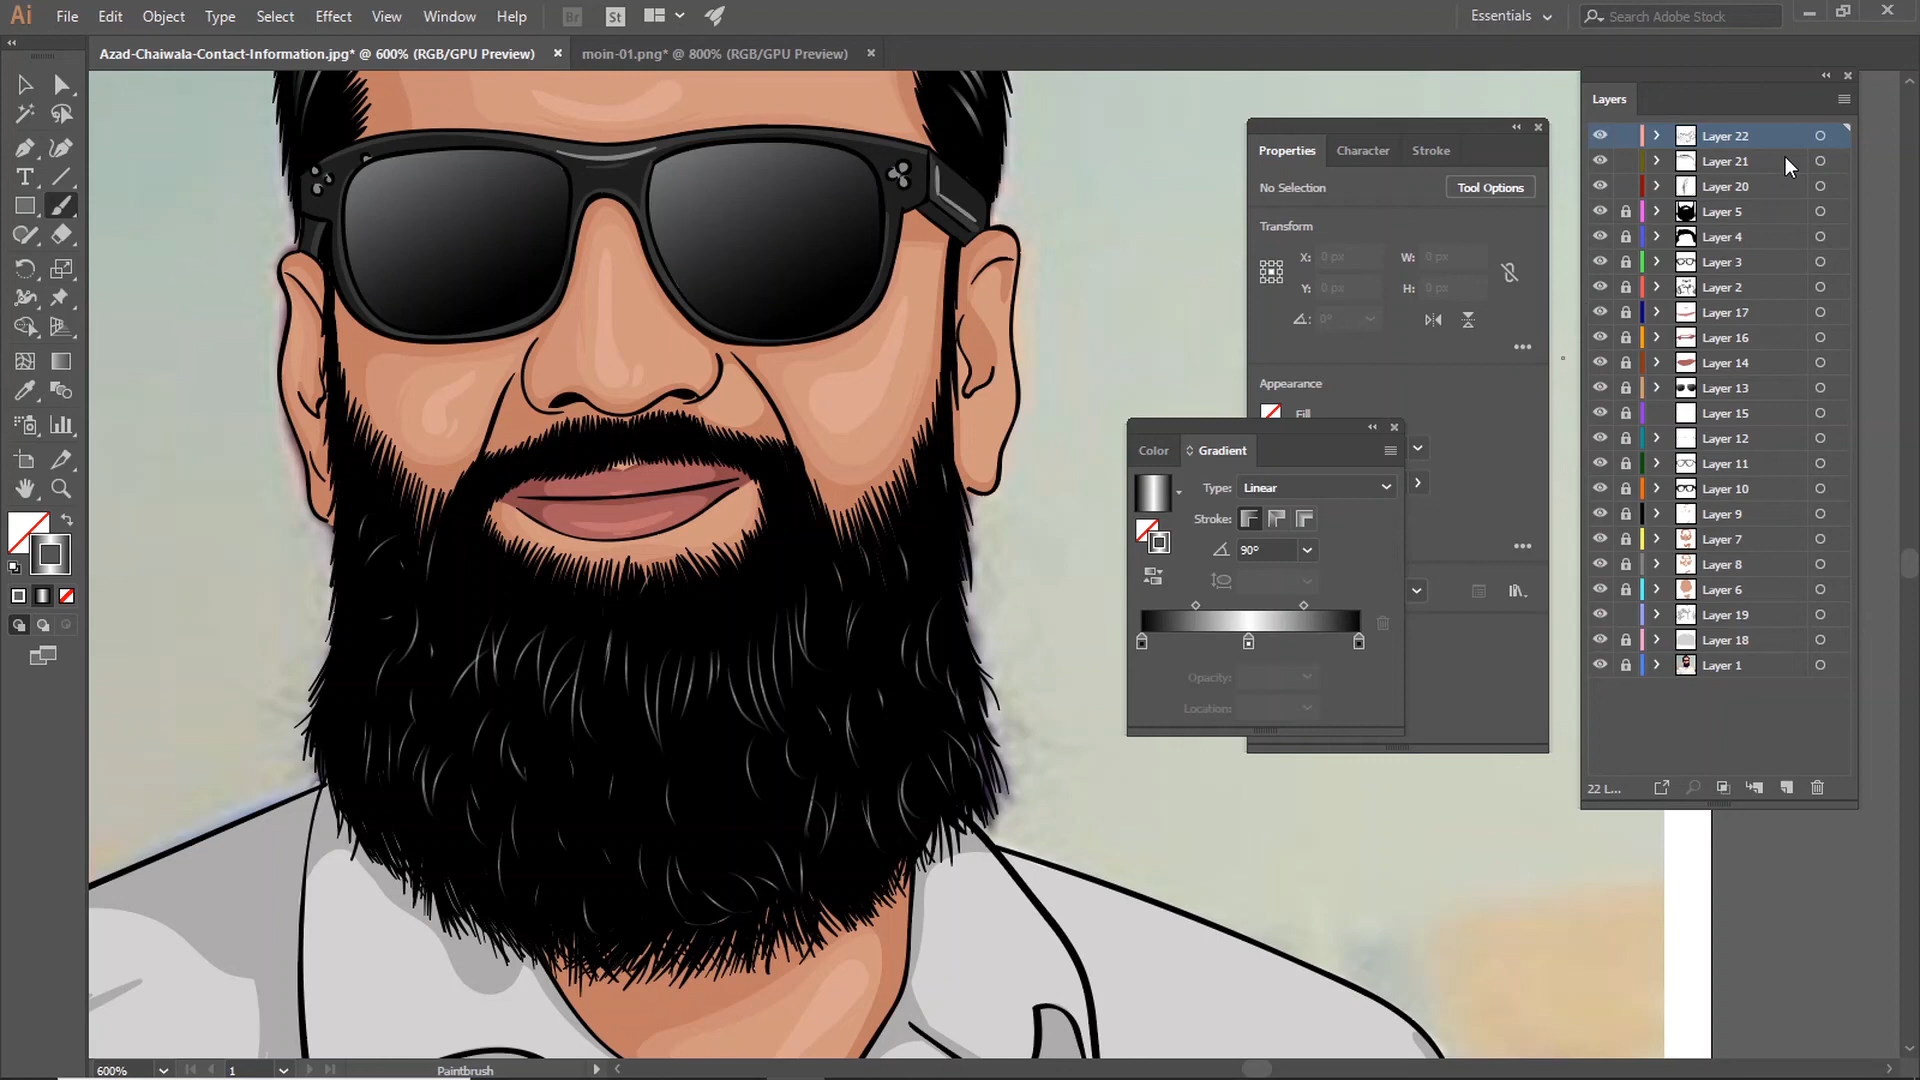 Ai File Edit Object Type Select Effect View Window Help Br St Essentials Search Adobe Stock
Azad-Chaiwala-Contact-Information.jpg* @ 600% (RGB/GPU Preview) moin-01.png* @ 800% (RGB/GPU Preview)
Properties Character Stroke
No Selection Tool Options
Transform
X: 0 px W: 0 px
Y: 0 px H: 0 px
0°
Appearance
Fill
Color Gradient
Type: Linear
Stroke:
90°
Opacity:
Location:
Layers
Layer 22
Layer 21
Layer 20
Layer 5
Layer 4
Layer 3
Layer 2
Layer 17
Layer 16
Layer 14
Layer 13
Layer 15
Layer 12
Layer 11
Layer 10
Layer 9
Layer 7
Layer 8
Layer 6
Layer 19
Layer 18
Layer 1
22 L...
600% 1 Paintbrush